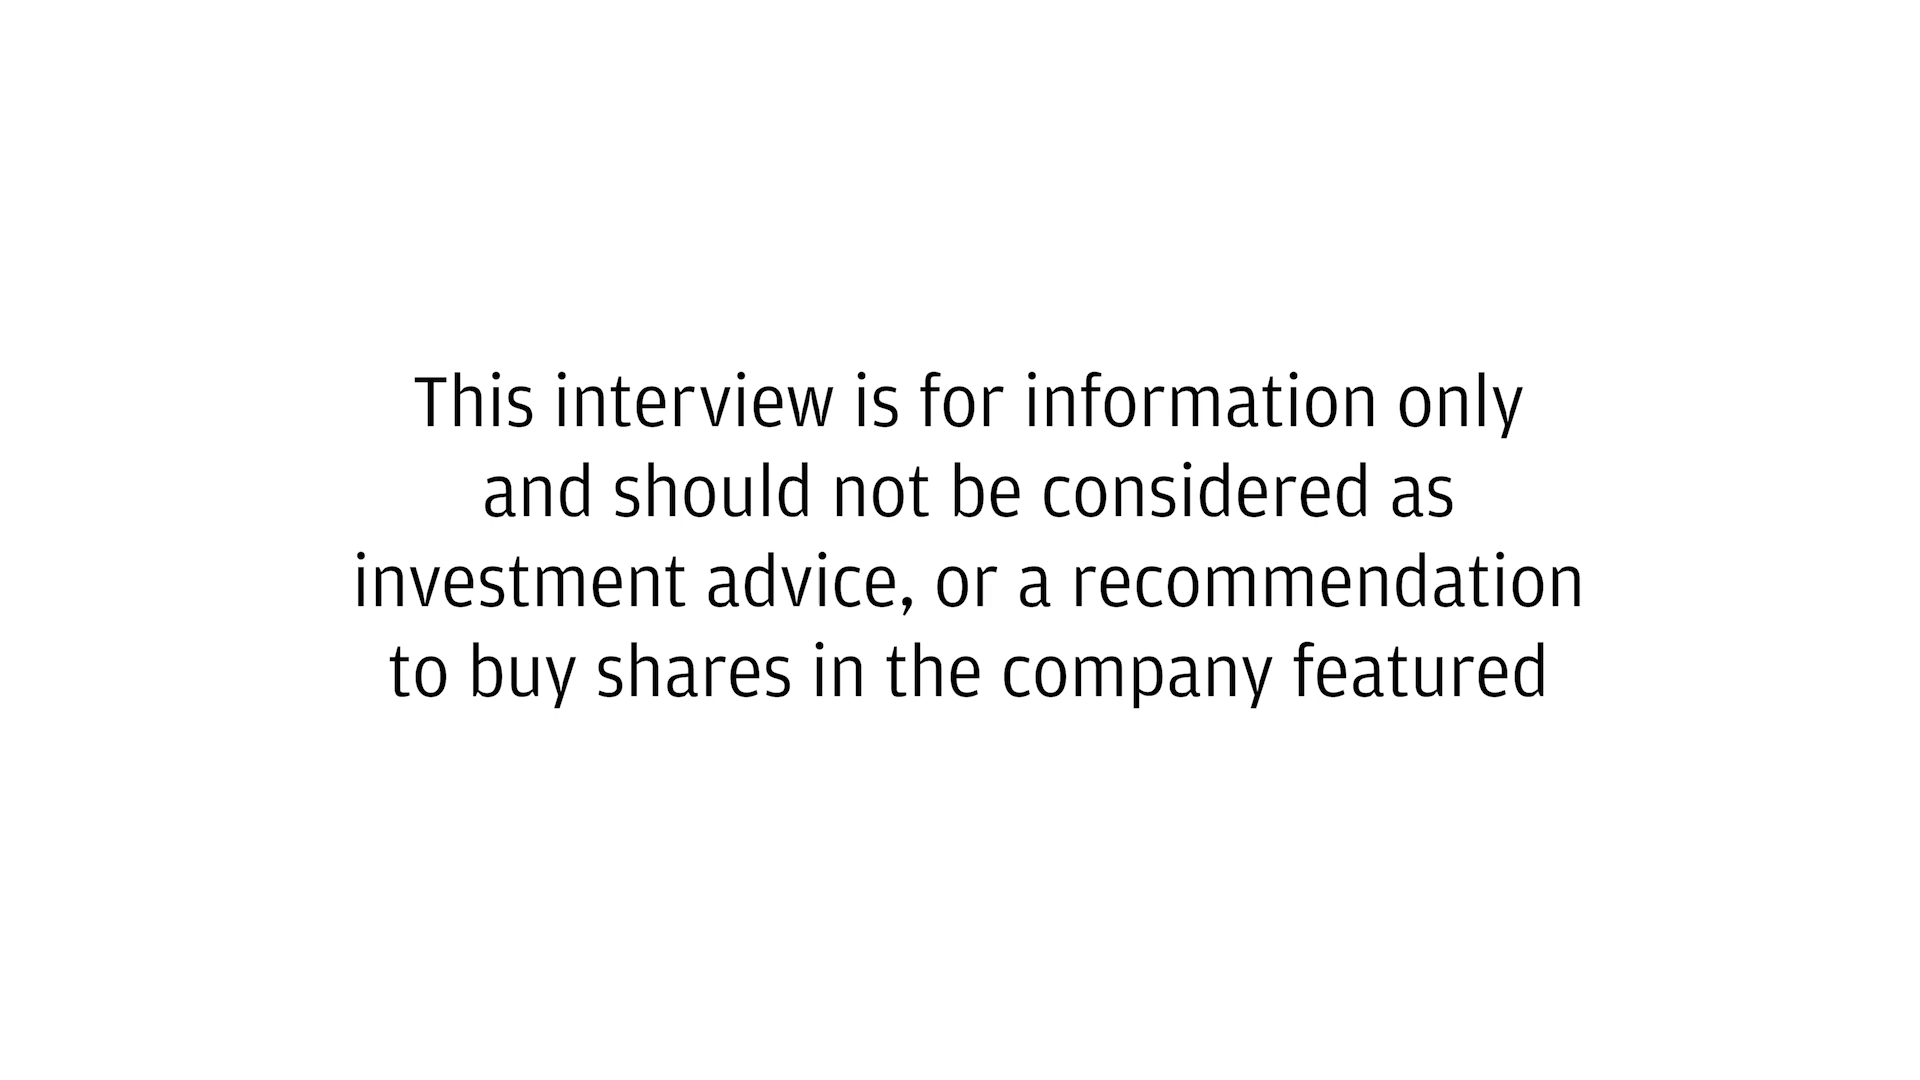 This interview is for information only
and should not be considered as
investment advice, or a recommendation
to buy shares in the company featured